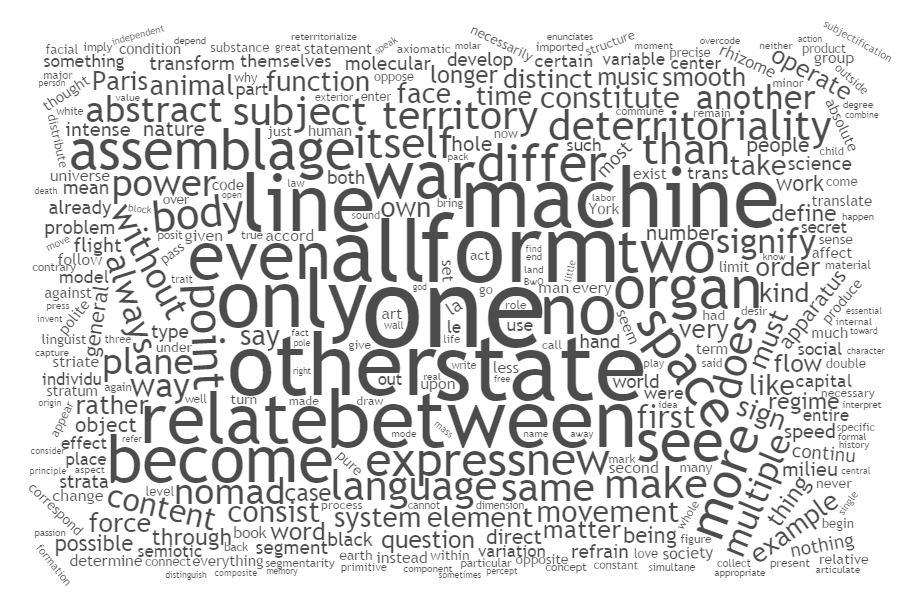 independent
reterritorialize
necessarily
enunciates
subjectification
facial imply depend substance great statement speak axiomatic molar imported structure moment overcode neither action product
something condition transform themselves molecular develop certain variable precise rhizome group
major person thought Paris animal why part function oppose longer distinct music center smooth operate minor outside
white value abstract subject exterior enter face time constitute another degree
distribute intense nature just human territory now commune remain deterritoriality absolute combine
universe assemblage itself hole pack differ such most than people child
death mean power code open law both war exist trans take science
already over body line sound own bring machine labor York work come translate
problem block posit given true accord number define secret happen
move flight without pass even all form find end land act two signify sense affect
contrary follow model trait set BwO little know limit order material
against always point only god one go man every no organ had desir kind apparatus produce
press polite general art wall la le role use seem very must essential internal
invent linguist three type say fact pole life hand space does much toward
capture striate under plane give other state call term said social character
individu stratum again way right out upon real write less free world play flow double
origin rather well turn made draw were idea like capital necessary interpret
appear object relate between first sign regime entire
consider effect refer mode mass name away see more speed specific formal history
principle place aspect become pure express new mark second many multiple continu
strata nomad case language same make thing milieu central
correspond change level content consist process cannot dimension movement whole never single
force through book word system element example begin
passion possible semiotic Back segment black question direct matter being figure nothing
formation determine connect everything segmentarity earth instead within variation opposite refrain love society collect present relative
distinguish composite memory primitive component sometimes particular percept concept constant simultane appropriate articulate